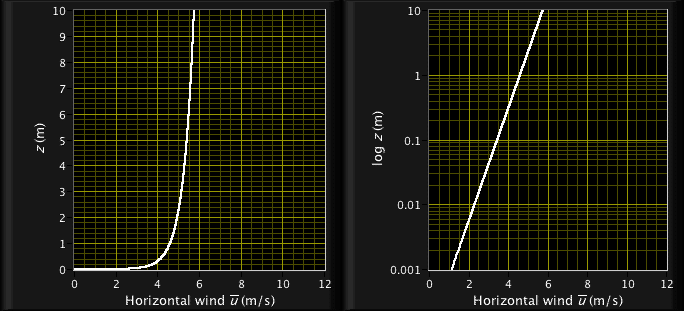 10
9
8
7
6
5
4
3
2
1
0
z (m)
0 2 4 6 8 10 12
Horizontal wind u̅ (m/s)
10
1
0.1
0.01
0.001
log z (m)
0 2 4 6 8 10 12
Horizontal wind u̅ (m/s)